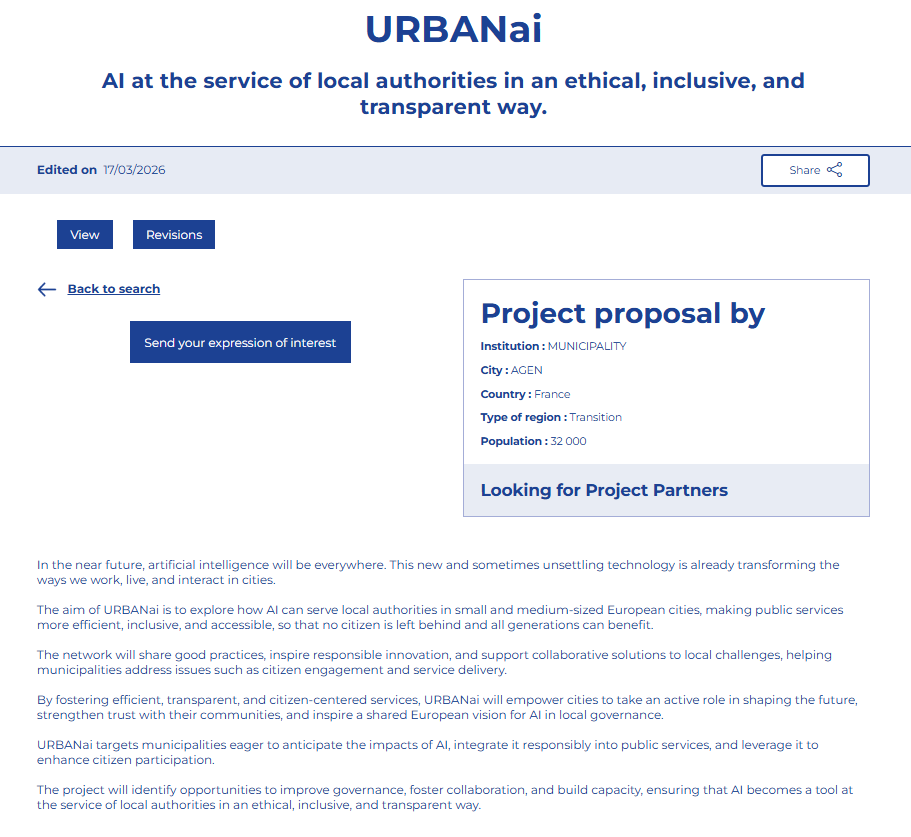 URBANai
AI at the service of local authorities in an ethical, inclusive, and
transparent way.
Edited on 17/03/2026
Share
View
Revisions
Back to search
Send your expression of interest
Project proposal by
Institution : MUNICIPALITY
City : AGEN
Country : France
Type of region : Transition
Population : 32 000
Looking for Project Partners
In the near future, artificial intelligence will be everywhere. This new and sometimes unsettling technology is already transforming the
ways we work, live, and interact in cities.
The aim of URBANai is to explore how AI can serve local authorities in small and medium-sized European cities, making public services
more efficient, inclusive, and accessible, so that no citizen is left behind and all generations can benefit.
The network will share good practices, inspire responsible innovation, and support collaborative solutions to local challenges, helping
municipalities address issues such as citizen engagement and service delivery.
By fostering efficient, transparent, and citizen-centered services, URBANai will empower cities to take an active role in shaping the future,
strengthen trust with their communities, and inspire a shared European vision for AI in local governance.
URBANai targets municipalities eager to anticipate the impacts of AI, integrate it responsibly into public services, and leverage it to
enhance citizen participation.
The project will identify opportunities to improve governance, foster collaboration, and build capacity, ensuring that AI becomes a tool at
the service of local authorities in an ethical, inclusive, and transparent way.